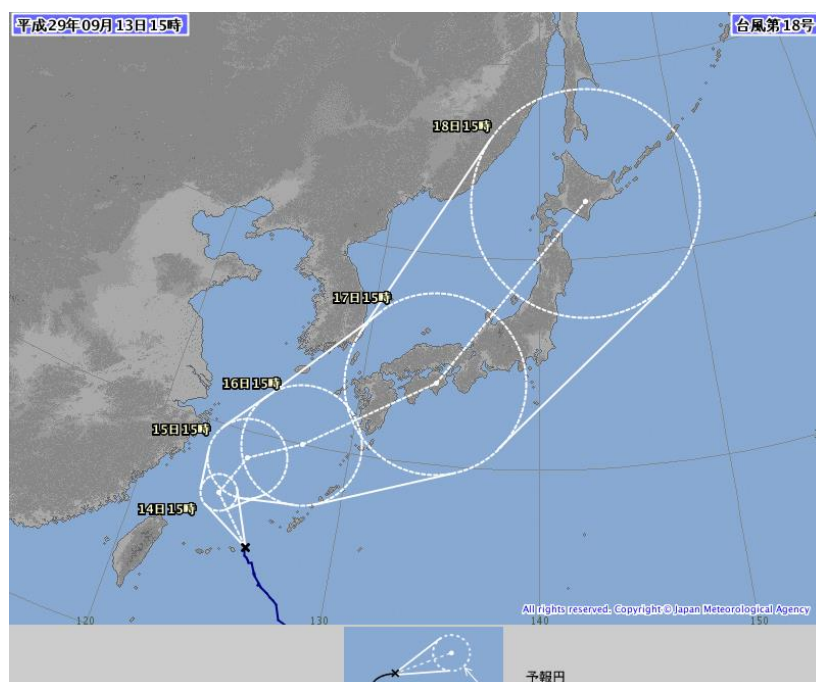 平成29年09月13日15時
台風第18号
18日15時
17日15時
16日15時
15日15時
14日15時
All rights reserved. Copyright © Japan Meteorological Agency
120
130
140
150
予報円